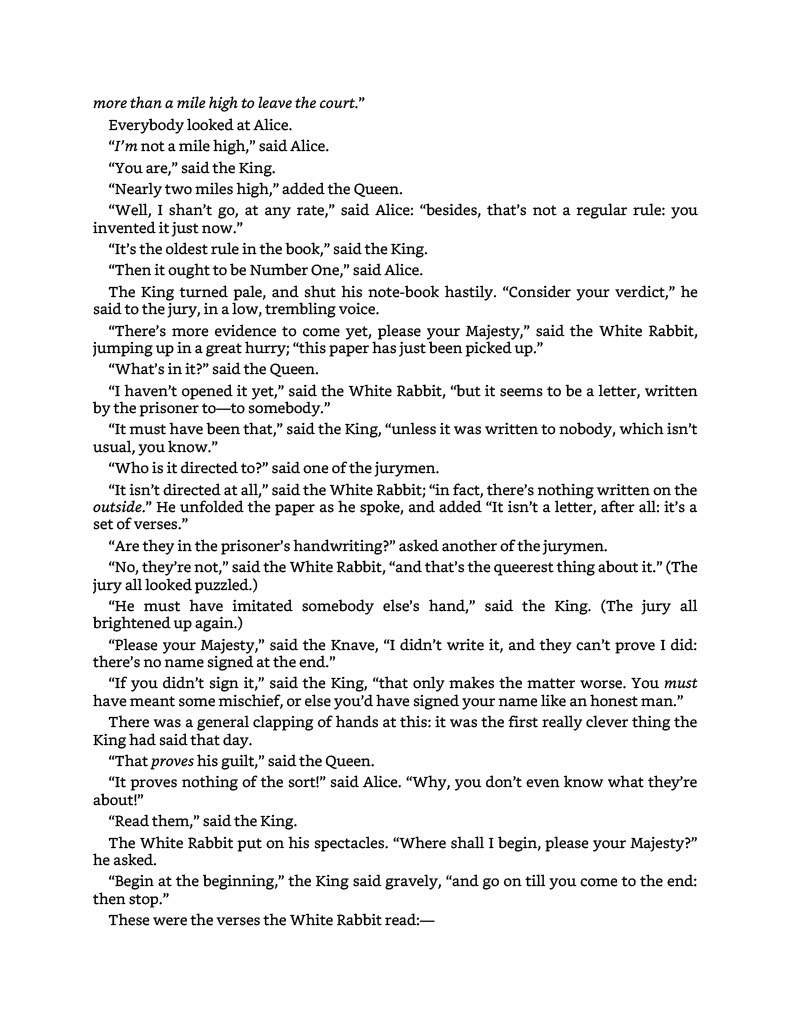 more than a mile high to leave the court.”
Everybody looked at Alice.
“I’m not a mile high,” said Alice.
“You are,” said the King.
“Nearly two miles high,” added the Queen.
“Well, I shan’t go, at any rate,” said Alice: “besides, that’s not a regular rule: you
invented it just now.”
“It’s the oldest rule in the book,” said the King.
“Then it ought to be Number One,” said Alice.
The King turned pale, and shut his note-book hastily. “Consider your verdict,” he
said to the jury, in a low, trembling voice.
“There’s more evidence to come yet, please your Majesty,” said the White Rabbit,
jumping up in a great hurry; “this paper has just been picked up.”
“What’s in it?” said the Queen.
“I haven’t opened it yet,” said the White Rabbit, “but it seems to be a letter, written
by the prisoner to—to somebody.”
“It must have been that,” said the King, “unless it was written to nobody, which isn’t
usual, you know.”
“Who is it directed to?” said one of the jurymen.
“It isn’t directed at all,” said the White Rabbit; “in fact, there’s nothing written on the
outside.” He unfolded the paper as he spoke, and added “It isn’t a letter, after all: it’s a
set of verses.”
“Are they in the prisoner’s handwriting?” asked another of the jurymen.
“No, they’re not,” said the White Rabbit, “and that’s the queerest thing about it.” (The
jury all looked puzzled.)
“He must have imitated somebody else’s hand,” said the King. (The jury all
brightened up again.)
“Please your Majesty,” said the Knave, “I didn’t write it, and they can’t prove I did:
there’s no name signed at the end.”
“If you didn’t sign it,” said the King, “that only makes the matter worse. You must
have meant some mischief, or else you’d have signed your name like an honest man.”
There was a general clapping of hands at this: it was the first really clever thing the
King had said that day.
“That proves his guilt,” said the Queen.
“It proves nothing of the sort!” said Alice. “Why, you don’t even know what they’re
about!”
“Read them,” said the King.
The White Rabbit put on his spectacles. “Where shall I begin, please your Majesty?”
he asked.
“Begin at the beginning,” the King said gravely, “and go on till you come to the end:
then stop.”
These were the verses the White Rabbit read:—